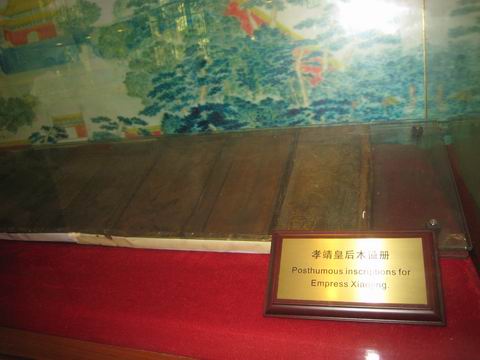 孝靖皇后木谥册
Posthumous inscriptions for
Empress Xiaojing.